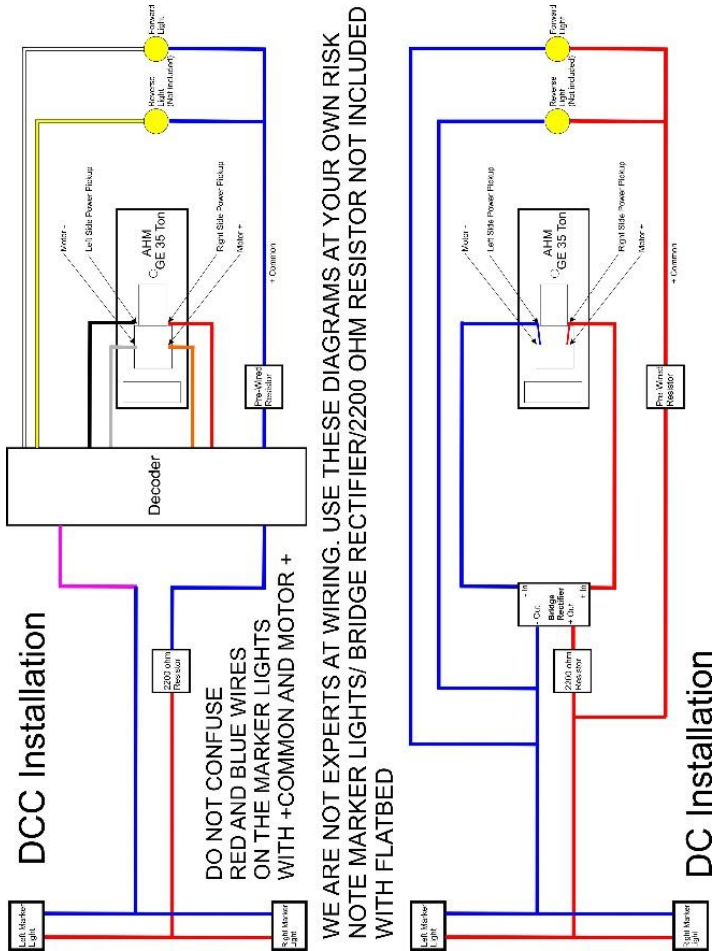 DCC Installation
Left Marker
Light
Right Marker
Light
2200 ohm
Resistor
DO NOT CONFUSE
RED AND BLUE WIRES
ON THE MARKER LIGHTS
WITH +COMMON AND MOTOR +
Decoder
Pre-Wired
Resistor
+ Common
AHM
GE 35 Ton
Motor -
Left Side Power Pickup
Right Side Power Pickup
Motor +
Reverse
Light
(Not included)
Forward
Light
WE ARE NOT EXPERTS AT WIRING. USE THESE DIAGRAMS AT YOUR OWN RISK
NOTE MARKER LIGHTS/ BRIDGE RECTIFIER/2200 OHM RESISTOR NOT INCLUDED
WITH FLATBED
DC Installation
Left Marker
Light
Right Marker
Light
2200 ohm
Resistor
- Out
- In
Bridge
Rectifier
+ Out
+ In
Pre-Wired
Resistor
+ Common
AHM
GE 35 Ton
Motor -
Left Side Power Pickup
Right Side Power Pickup
Motor +
Reverse
Light
(Not included)
Forward
Light